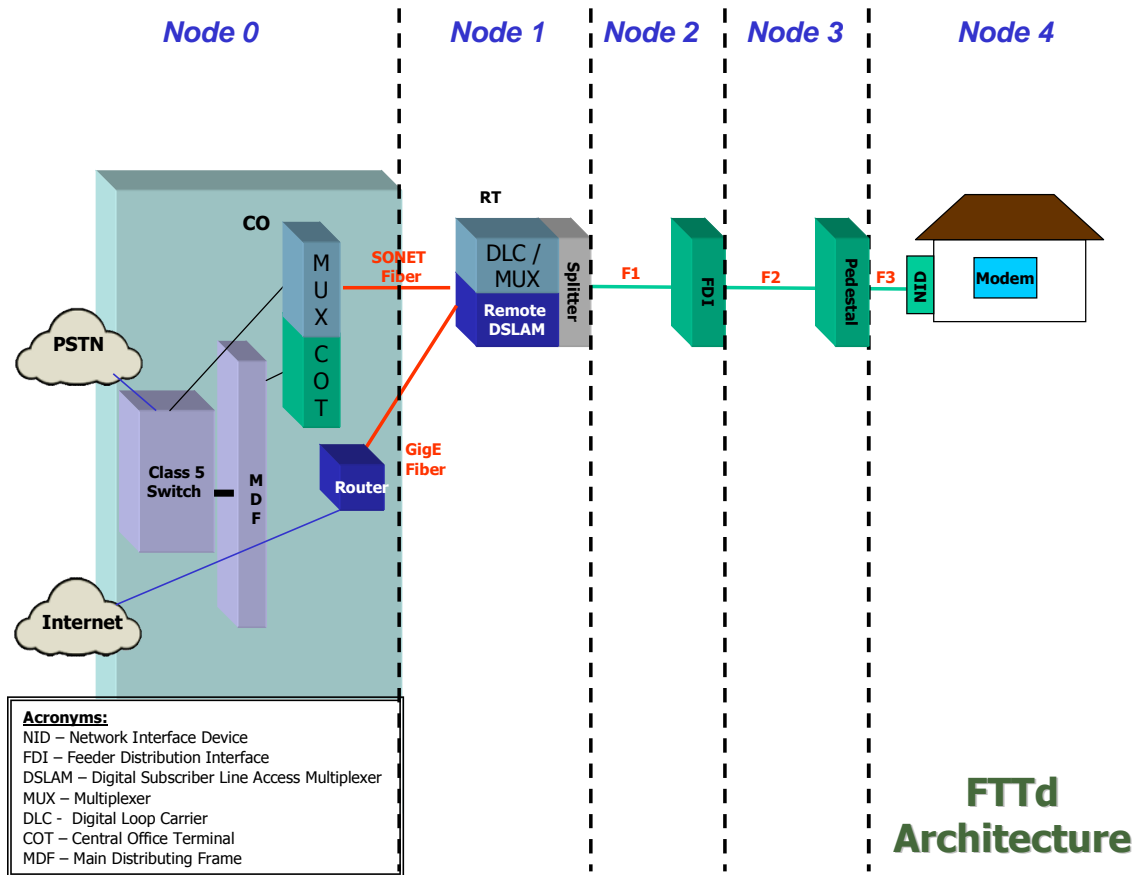 Node 0
Node 1
Node 2
Node 3
Node 4
RT
CO
SONET
Fiber
MUX
COT
DLC /
MUX
Remote
DSLAM
Splitter
F1
FDI
F2
Pedestal
F3
NID
Modem
PSTN
Class 5
Switch
MDF
Router
GigE
Fiber
Internet
Acronyms:
NID – Network Interface Device
FDI – Feeder Distribution Interface
DSLAM – Digital Subscriber Line Access Multiplexer
MUX – Multiplexer
DLC - Digital Loop Carrier
COT – Central Office Terminal
MDF – Main Distributing Frame
FTTd
Architecture